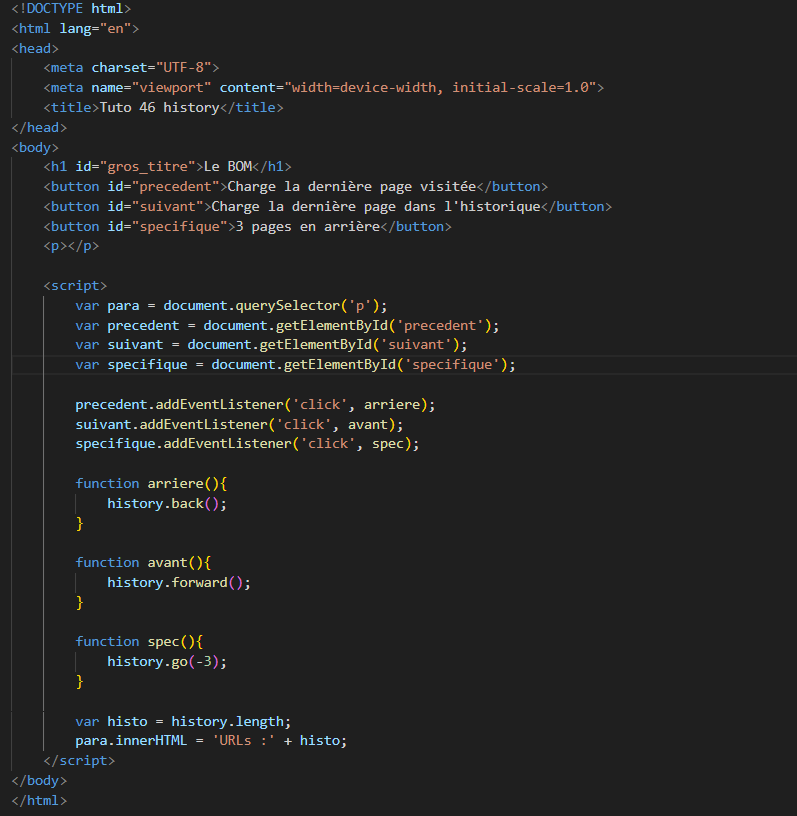 <!DOCTYPE html>
<html lang="en">
<head>
    <meta charset="UTF-8">
    <meta name="viewport" content="width=device-width, initial-scale=1.0">
    <title>Tuto 46 history</title>
</head>
<body>
    <h1 id="gros_titre">Le BOM</h1>
    <button id="precedent">Charge la dernière page visitée</button>
    <button id="suivant">Charge la dernière page dans l'historique</button>
    <button id="specifique">3 pages en arrière</button>
    <p></p>

    <script>
        var para = document.querySelector('p');
        var precedent = document.getElementById('precedent');
        var suivant = document.getElementById('suivant');
        var specifique = document.getElementById('specifique');

        precedent.addEventListener('click', arriere);
        suivant.addEventListener('click', avant);
        specifique.addEventListener('click', spec);

        function arriere(){
            history.back();
        }

        function avant(){
            history.forward();
        }

        function spec(){
            history.go(-3);
        }

        var histo = history.length;
        para.innerHTML = 'URLs :' + histo;
    </script>
</body>
</html>